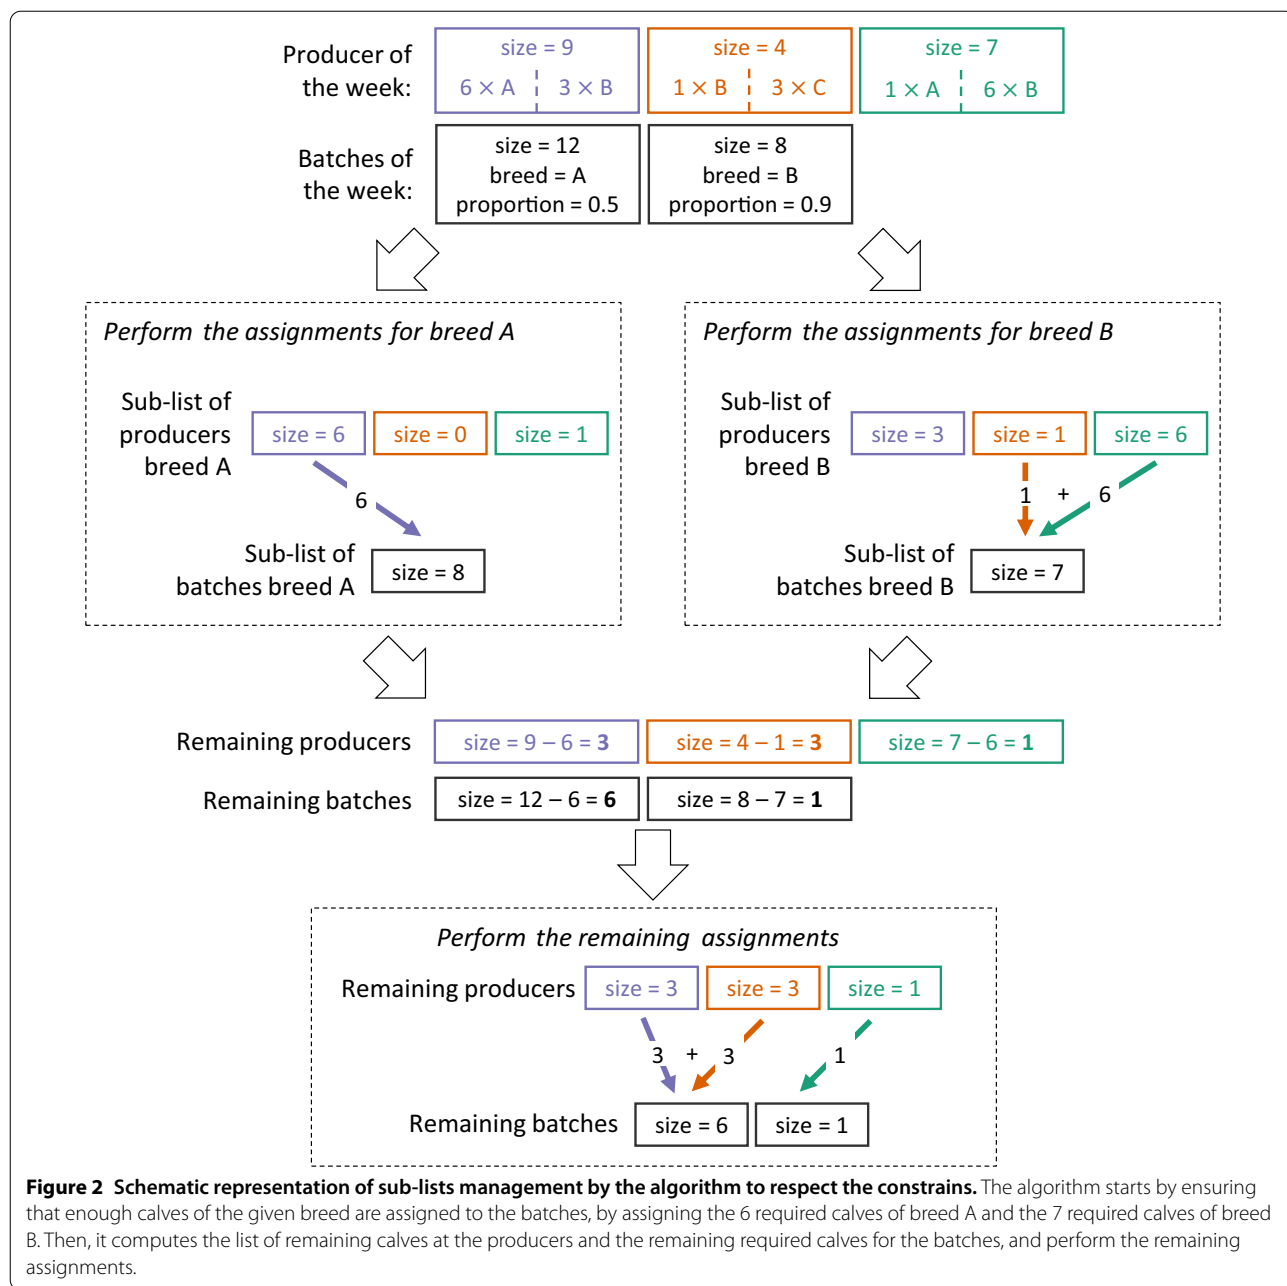 Producer of
the week:
size = 9
6 × A
3 × B
size = 4
1 × B
3 × C
size = 7
1 × A
6 × B
Batches of
the week:
size = 12
breed = A
proportion = 0.5
size = 8
breed = B
proportion = 0.9
Perform the assignments for breed A
Sub-list of
producers
breed A
size = 6
size = 0
size = 1
6
Sub-list of
batches breed A
size = 8
Perform the assignments for breed B
Sub-list of
producers
breed B
size = 3
size = 1
size = 6
1 + 6
Sub-list of
batches breed B
size = 7
Remaining producers
size = 9 – 6 = 3
size = 4 – 1 = 3
size = 7 – 6 = 1
Remaining batches
size = 12 – 6 = 6
size = 8 – 7 = 1
Perform the remaining assignments
Remaining producers
size = 3
size = 3
size = 1
3 + 3
1
Remaining batches
size = 6
size = 1
Figure 2 Schematic representation of sub-lists management by the algorithm to respect the constrains. The algorithm starts by ensuring
that enough calves of the given breed are assigned to the batches, by assigning the 6 required calves of breed A and the 7 required calves of breed
B. Then, it computes the list of remaining calves at the producers and the remaining required calves for the batches, and perform the remaining
assignments.